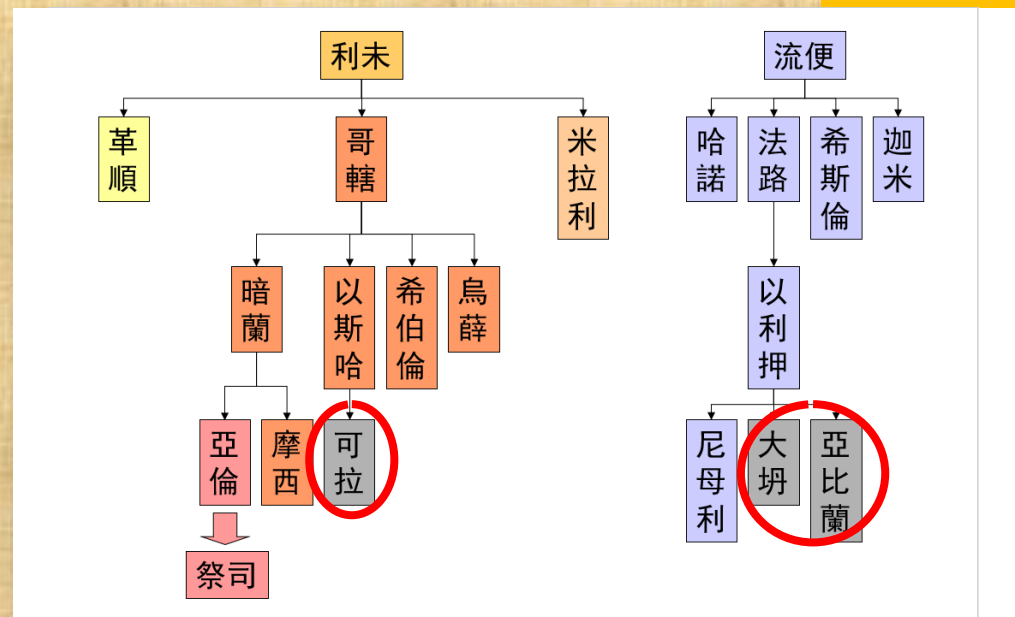 利未
流便
革順
哥轄
米拉利
哈諾
法路
希斯倫
迦米
暗蘭
以斯哈
希伯倫
烏薛
以利押
亞倫
摩西
可拉
尼母利
大坍
亞比蘭
祭司